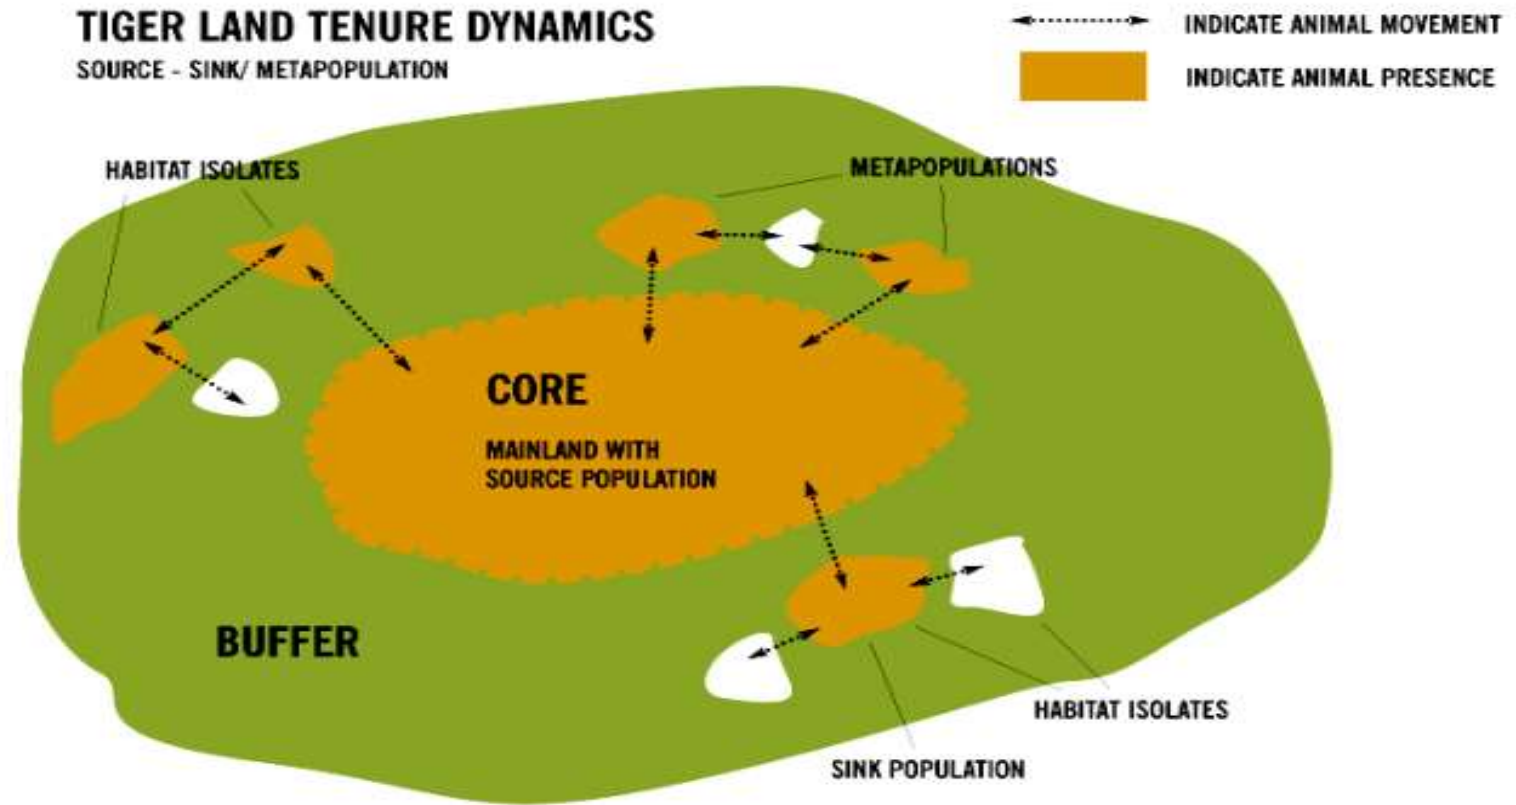 TIGER LAND TENURE DYNAMICS
SOURCE - SINK/ METAPOPULATION
INDICATE ANIMAL MOVEMENT
INDICATE ANIMAL PRESENCE
HABITAT ISOLATES
METAPOPULATIONS
CORE
MAINLAND WITH
SOURCE POPULATION
BUFFER
HABITAT ISOLATES
SINK POPULATION